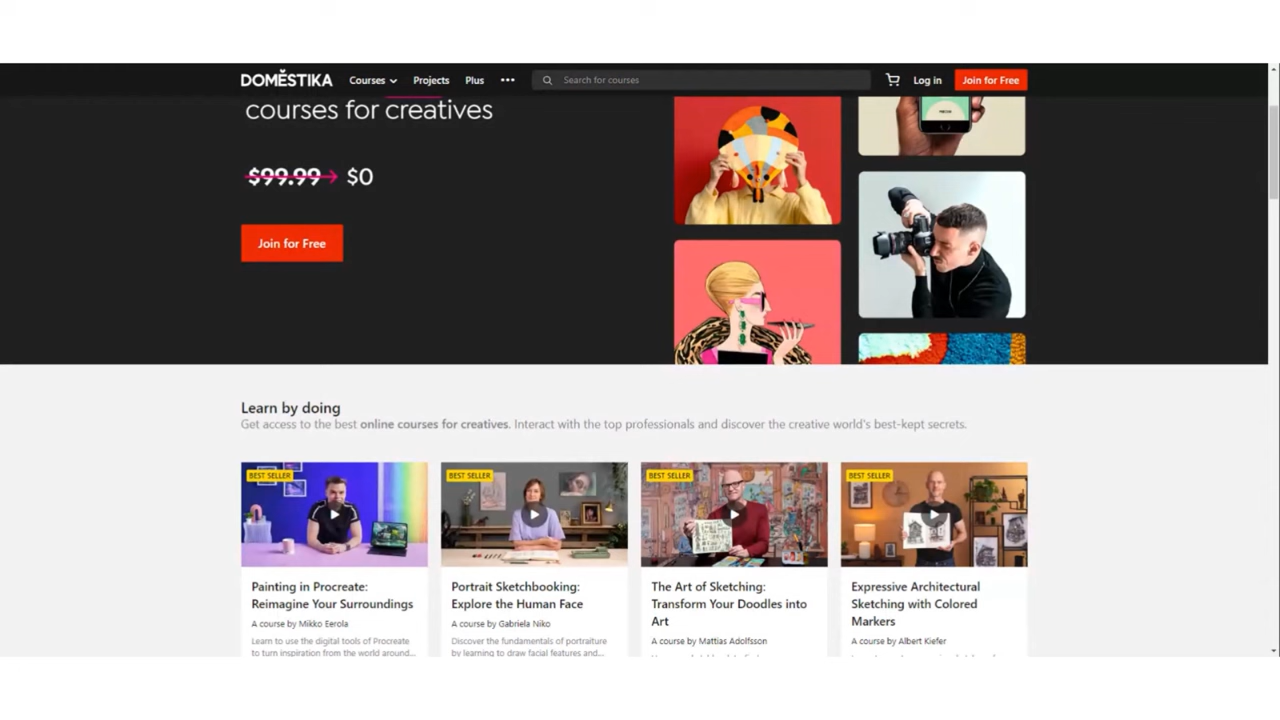 DOMĚSTIKA
Courses
Projects
Plus
Search for courses
Log in
Join for Free
courses for creatives
$99.99 → $0
Join for Free
Learn by doing
Get access to the best online courses for creatives. Interact with the top professionals and discover the creative world's best-kept secrets.
BEST SELLER
BEST SELLER
BEST SELLER
BEST SELLER
Painting in Procreate:
Reimagine Your Surroundings
A course by Mikko Eerola
Learn to use the digital tools of Procreate
to turn inspiration from the world around...
Portrait Sketchbooking:
Explore the Human Face
A course by Gabriela Niko
Discover the fundamentals of portraiture
by learning to draw facial features and...
The Art of Sketching:
Transform Your Doodles into
Art
A course by Mattias Adolfsson
Expressive Architectural
Sketching with Colored
Markers
A course by Albert Kiefer